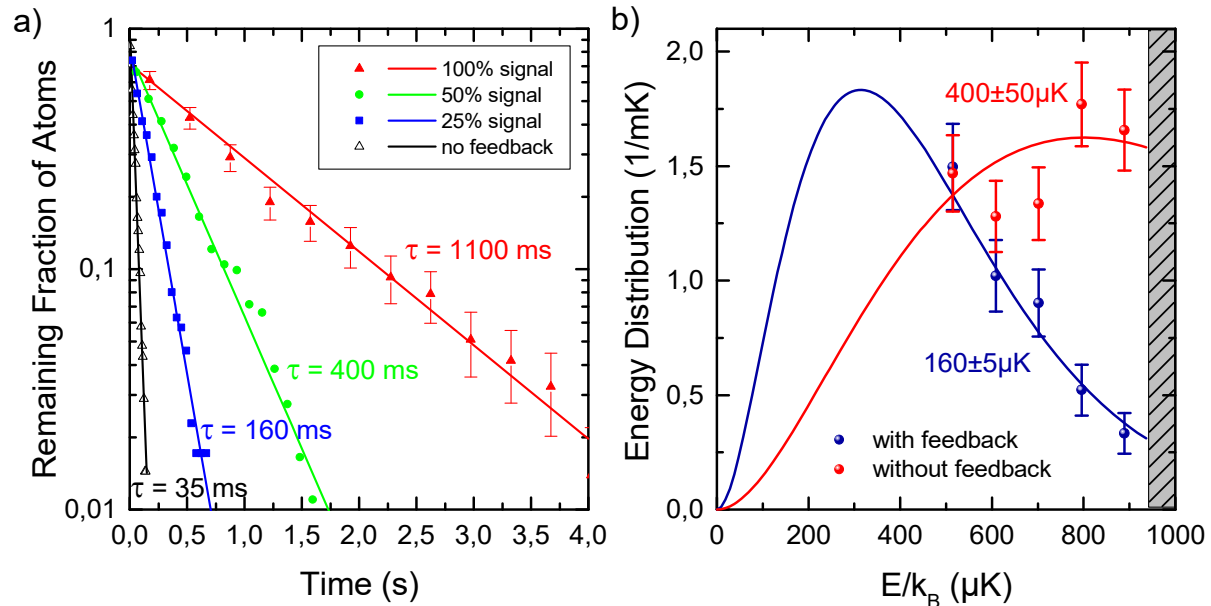 a)
1
0,1
0,01
Remaining Fraction of Atoms
100% signal
50% signal
25% signal
no feedback
τ = 1100 ms
τ = 400 ms
τ = 160 ms
τ = 35 ms
0,0 0,5 1,0 1,5 2,0 2,5 3,0 3,5 4,0
Time (s)
b)
2,0
1,5
1,0
0,5
0,0
Energy Distribution (1/mK)
400±50µK
160±5µK
with feedback
without feedback
0 200 400 600 800 1000
E/k_B (µK)